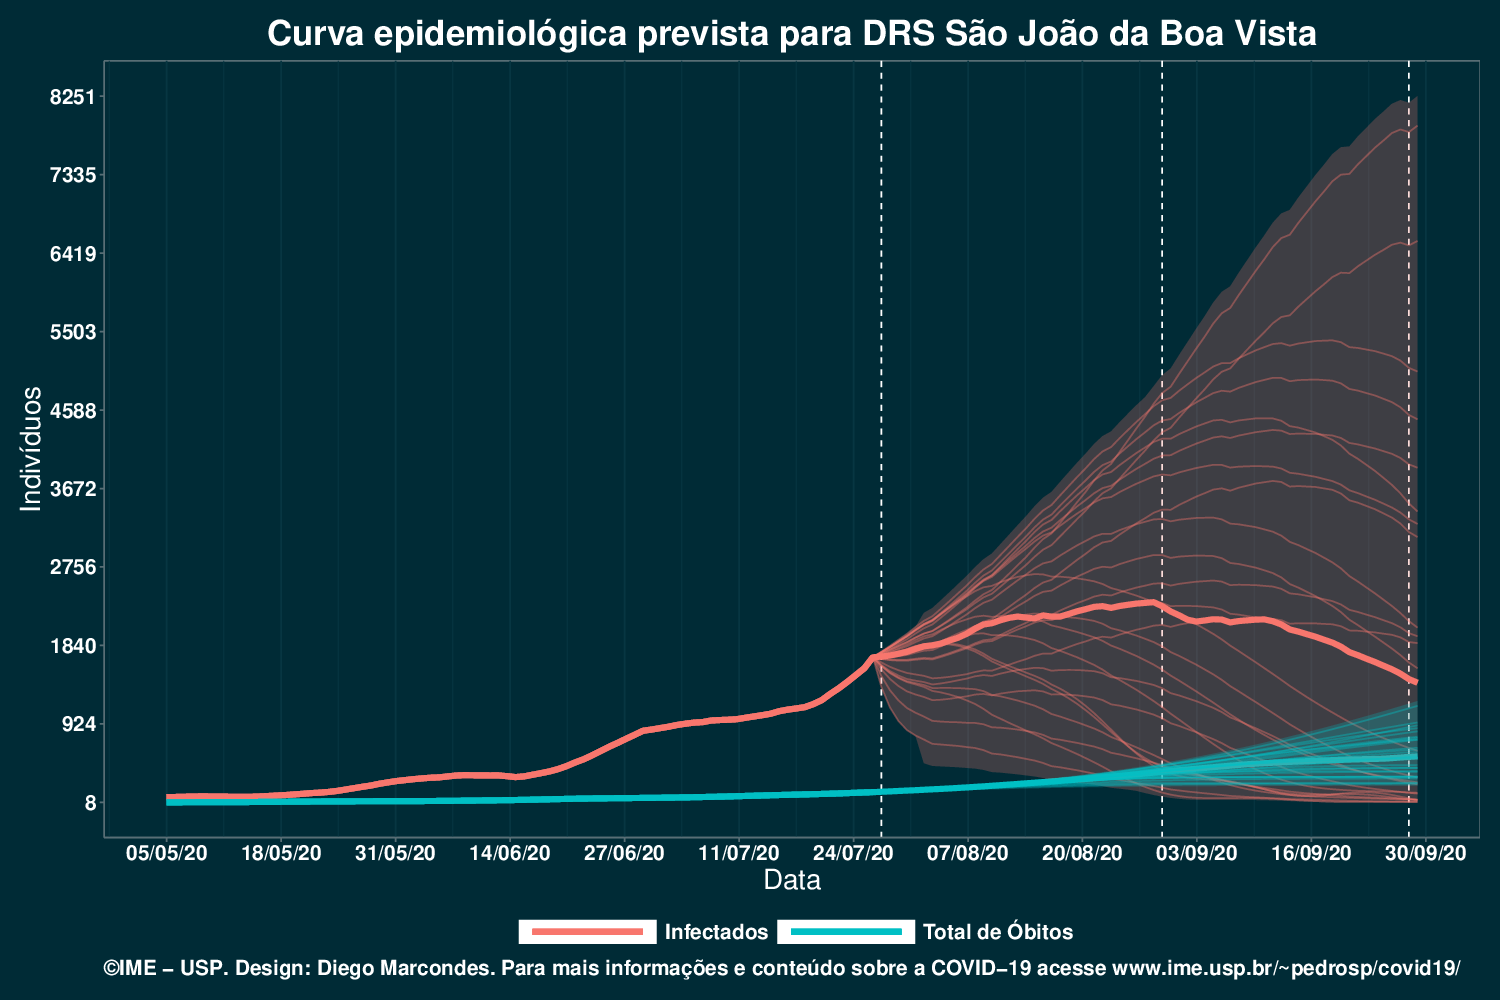 Curva epidemiológica prevista para DRS São João da Boa Vista
8251
7335
6419
5503
4588
3672
2756
1840
924
8
Indivíduos
05/05/20 18/05/20 31/05/20 14/06/20 27/06/20 11/07/20 24/07/20 07/08/20 20/08/20 03/09/20 16/09/20 30/09/20
Data
Infectados Total de Óbitos
©IME − USP. Design: Diego Marcondes. Para mais informações e conteúdo sobre a COVID−19 acesse www.ime.usp.br/~pedrosp/covid19/